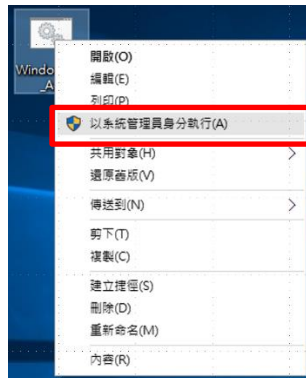 Windo
_A
開啟(O)
編輯(E)
列印(P)
以系統管理員身分執行(A)
共用對象(H)
還原舊版(V)
傳送到(N)
剪下(T)
複製(C)
建立捷徑(S)
刪除(D)
重新命名(M)
內容(R)